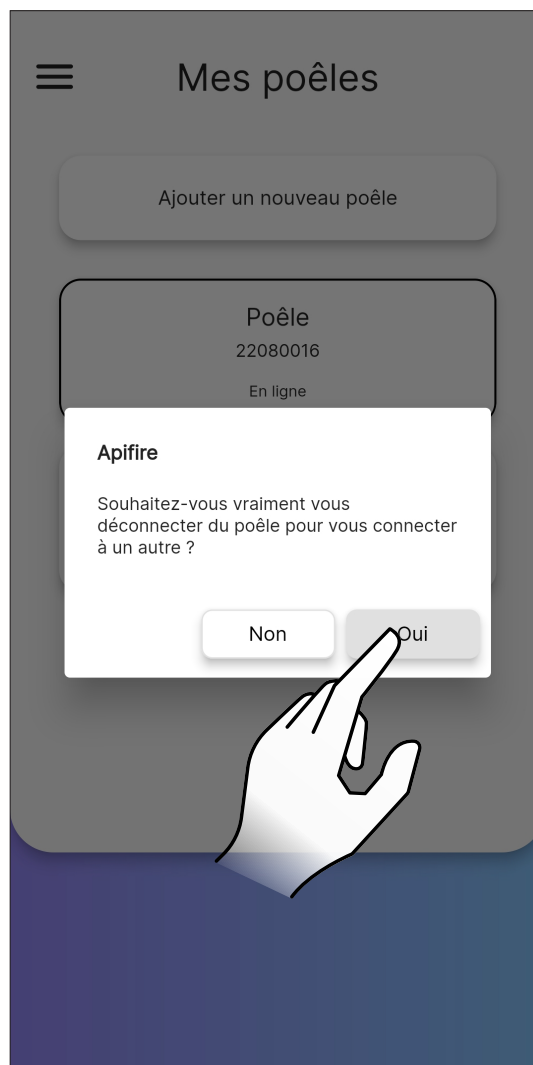 Mes poêles
Ajouter un nouveau poêle
Poêle
22080016
En ligne
Apifire
Souhaitez-vous vraiment vous
déconnecter du poêle pour vous connecter
à un autre ?
Non
Oui